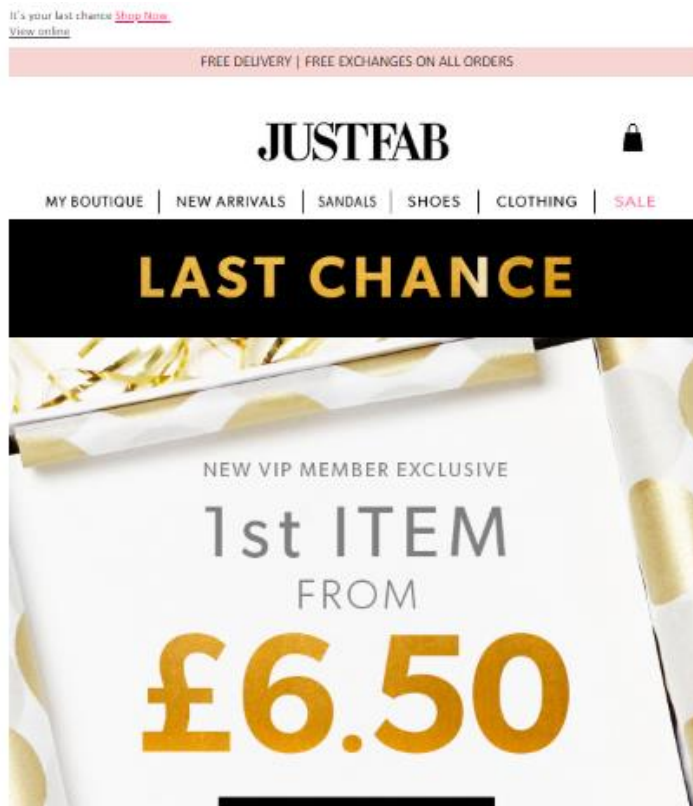 It's your last chance Shop Now
View online
FREE DELIVERY | FREE EXCHANGES ON ALL ORDERS
JUSTFAB
MY BOUTIQUE | NEW ARRIVALS | SANDALS | SHOES | CLOTHING | SALE
LAST CHANCE
NEW VIP MEMBER EXCLUSIVE
1st ITEM
FROM
£6.50